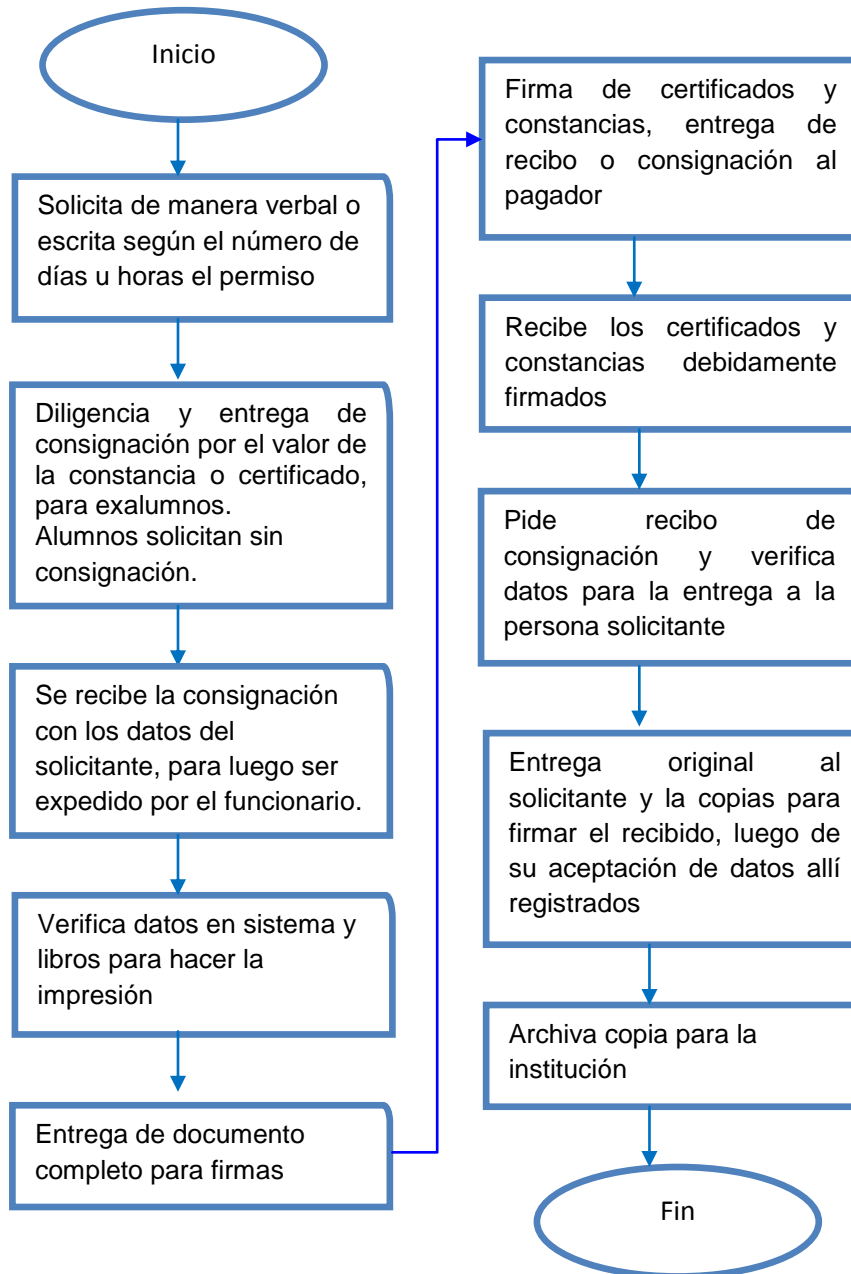 Inicio
Solicita de manera verbal o
escrita según el número de
días u horas el permiso
Diligencia y entrega de
consignación por el valor de
la constancia o certificado,
para exalumnos.
Alumnos solicitan sin
consignación.
Se recibe la consignación
con los datos del
solicitante, para luego ser
expedido por el funcionario.
Verifica datos en sistema y
libros para hacer la
impresión
Entrega de documento
completo para firmas
Firma de certificados y
constancias, entrega de
recibo o consignación al
pagador
Recibe los certificados y
constancias debidamente
firmados
Pide recibo de
consignación y verifica
datos para la entrega a la
persona solicitante
Entrega original al
solicitante y la copias para
firmar el recibido, luego de
su aceptación de datos allí
registrados
Archiva copia para la
institución
Fin